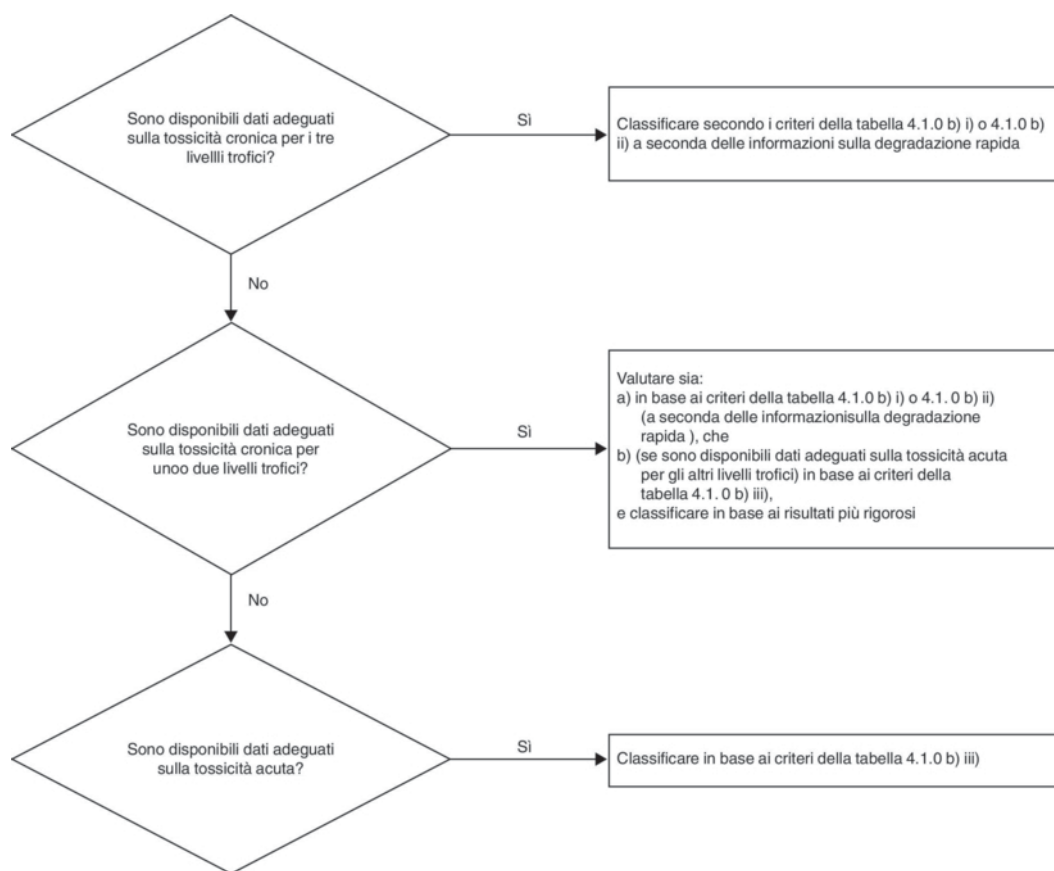 Sono disponibili dati adeguati
sulla tossicità cronica per i tre
livellli trofici?
Sì
Classificare secondo i criteri della tabella 4.1.0 b) i) o 4.1.0 b)
ii) a seconda delle informazioni sulla degradazione rapida
No
Sono disponibili dati adeguati
sulla tossicità cronica per
unoo due livelli trofici?
Sì
Valutare sia:
a) in base ai criteri della tabella 4.1.0 b) i) o 4.1. 0 b) ii)
(a seconda delle informazionisulla degradazione
rapida ), che
b) (se sono disponibili dati adeguati sulla tossicità acuta
per gli altri livelli trofici) in base ai criteri della
tabella 4.1. 0 b) iii),
e classificare in base ai risultati più rigorosi
No
Sono disponibili dati adeguati
sulla tossicità acuta?
Sì
Classificare in base ai criteri della tabella 4.1.0 b) iii)